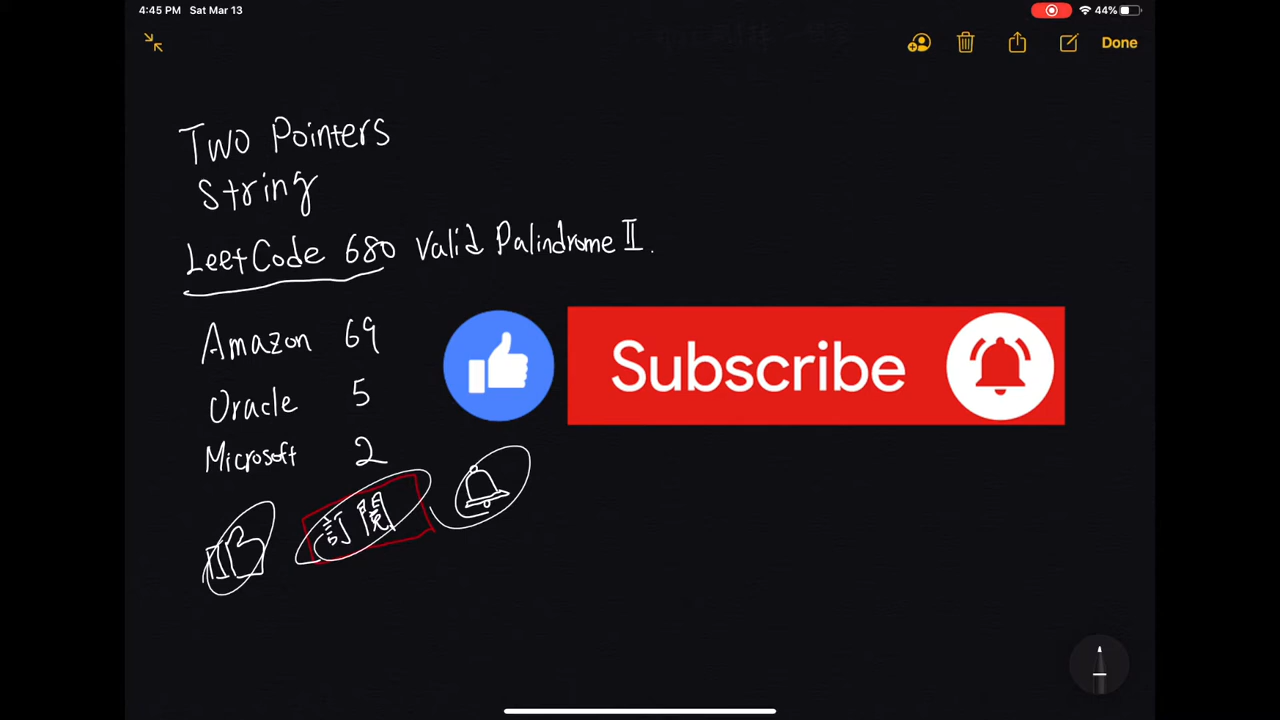 4:45 PM Sat Mar 13
44%
Done
Two Pointers
String
LeetCode 680 Valid Palindrome II.
Amazon 69
Oracle 5
Subscribe
Microsoft 2
訂閱